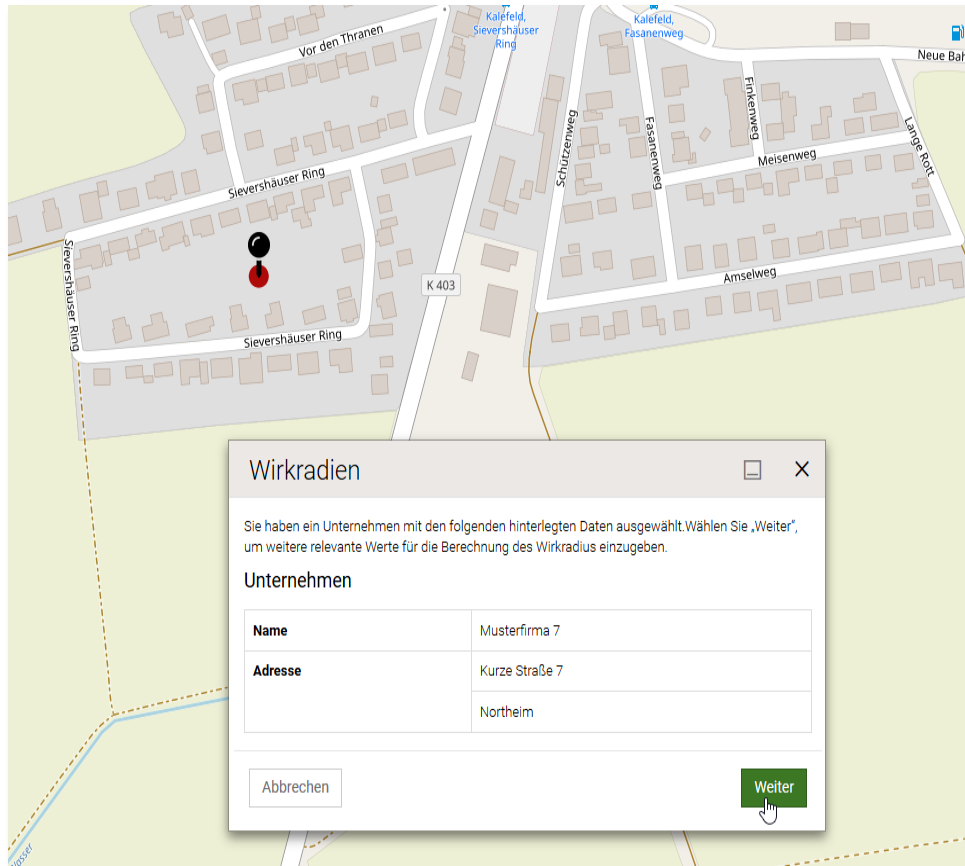 Kalefeld,
Sievershäuser
Ring
Kalefeld,
Fasanenweg
Vor den Thranen
Neue Bah
Finkenweg
Lange Rott
Schützenweg
Fasanenweg
Meisenweg
Sievershäuser Ring
Sievershäuser Ring
Amselweg
K 403
Sievershäuser Ring
Wirkradien
Sie haben ein Unternehmen mit den folgenden hinterlegten Daten ausgewählt.Wählen Sie „Weiter“,
um weitere relevante Werte für die Berechnung des Wirkradius einzugeben.
Unternehmen
Name Musterfirma 7
Adresse Kurze Straße 7
Northeim
Abbrechen Weiter